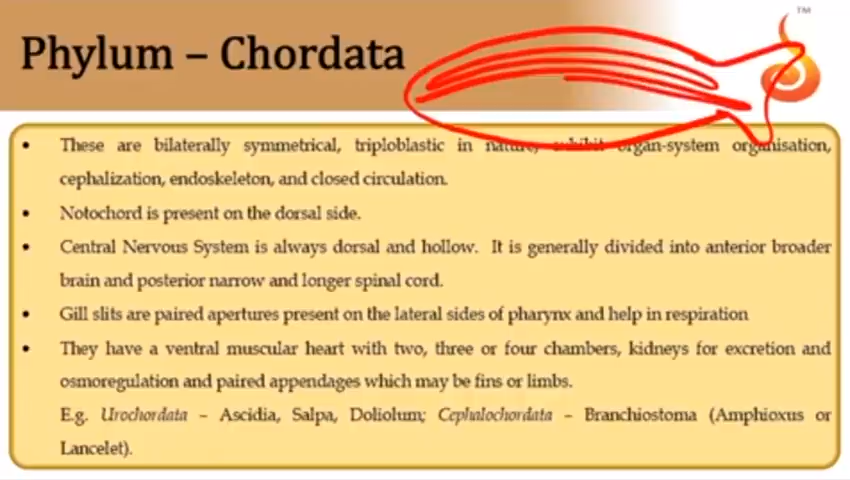 TM
Phylum – Chordata
• These are bilaterally symmetrical, triploblastic in nature, exhibit organ-system organisation,
cephalization, endoskeleton, and closed circulation.
• Notochord is present on the dorsal side.
• Central Nervous System is always dorsal and hollow. It is generally divided into anterior broader
brain and posterior narrow and longer spinal cord.
• Gill slits are paired apertures present on the lateral sides of pharynx and help in respiration
• They have a ventral muscular heart with two, three or four chambers, kidneys for excretion and
osmoregulation and paired appendages which may be fins or limbs.
E.g. Urochordata – Ascidia, Salpa, Doliolum; Cephalochordata – Branchiostoma (Amphioxus or
Lancelet).